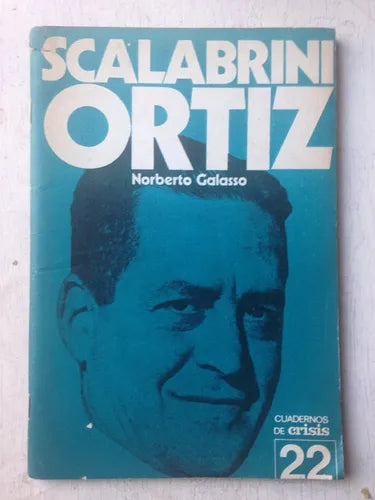 SCALABRINI
ORTIZ
Norberto Galasso
CUADERNOS
DE crisis
22